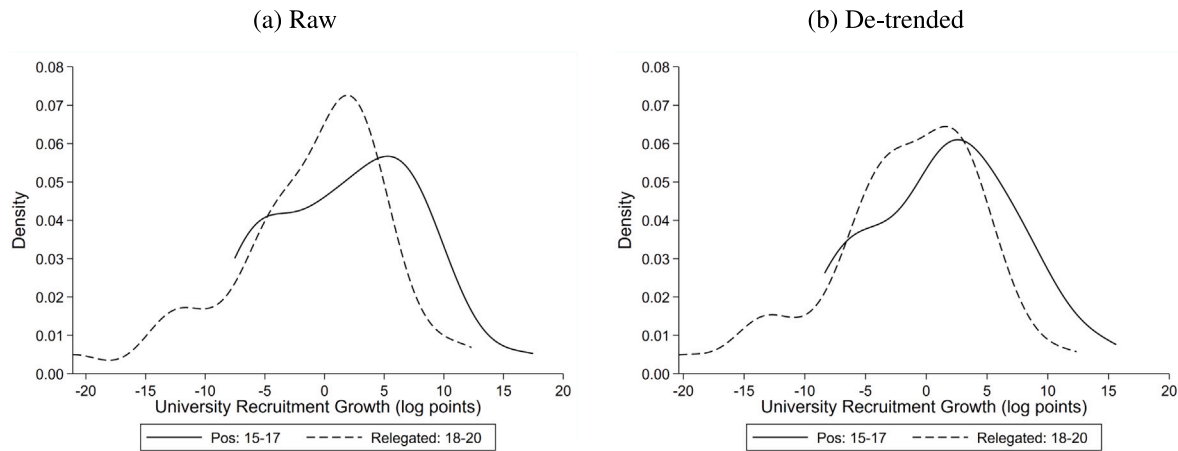 (a) Raw
0.08
0.07
0.06
0.05
0.04
0.03
0.02
0.01
0.00
Density
-20 -15 -10 -5 0 5 10 15 20
University Recruitment Growth (log points)
Pos: 15-17 Relegated: 18-20
(b) De-trended
0.08
0.07
0.06
0.05
0.04
0.03
0.02
0.01
0.00
Density
-20 -15 -10 -5 0 5 10 15 20
University Recruitment Growth (log points)
Pos: 15-17 Relegated: 18-20